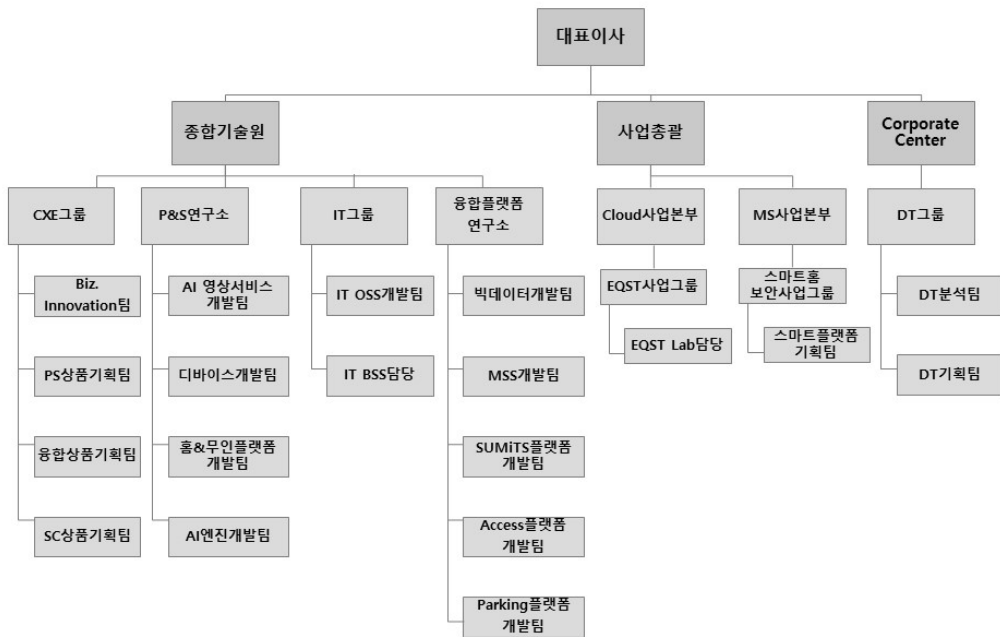 대표이사
종합기술원
사업총괄
Corporate
Center
CXE그룹
P&S연구소
IT그룹
융합플랫폼
연구소
Cloud사업본부
MS사업본부
DT그룹
Biz.
Innovation팀
AI 영상서비스
개발팀
IT OSS개발팀
빅데이터개발팀
EQST사업그룹
스마트홈
보안사업그룹
DT분석팀
EQST Lab담당
스마트플랫폼
기획팀
PS상품기획팀
디바이스개발팀
IT BSS담당
MSS개발팀
DT기획팀
융합상품기획팀
홈&무인플랫폼
개발팀
SUMiTS플랫폼
개발팀
SC상품기획팀
AI엔진개발팀
Access플랫폼
개발팀
Parking플랫폼
개발팀